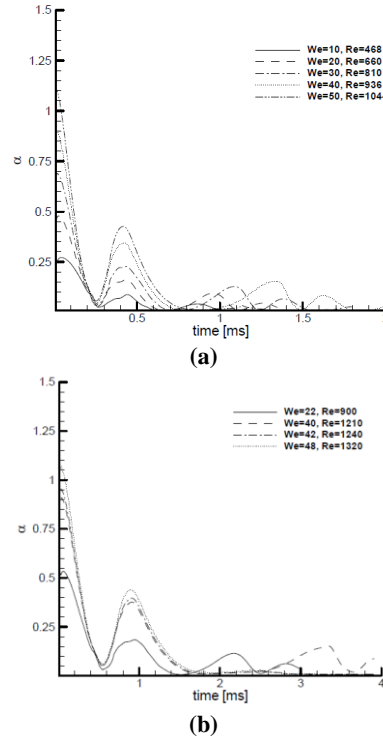 1.5
1
0.75
0.5
0.25
α
We=10, Re=468
We=20, Re=660
We=30, Re=810
We=40, Re=936
We=50, Re=104
0.5 1 1.5
time [ms]
(a)
1.5
1.25
1
0.75
0.5
0.25
α
We=22, Re=900
We=40, Re=1210
We=42, Re=1240
We=48, Re=1320
1 2 3 4
time [ms]
(b)